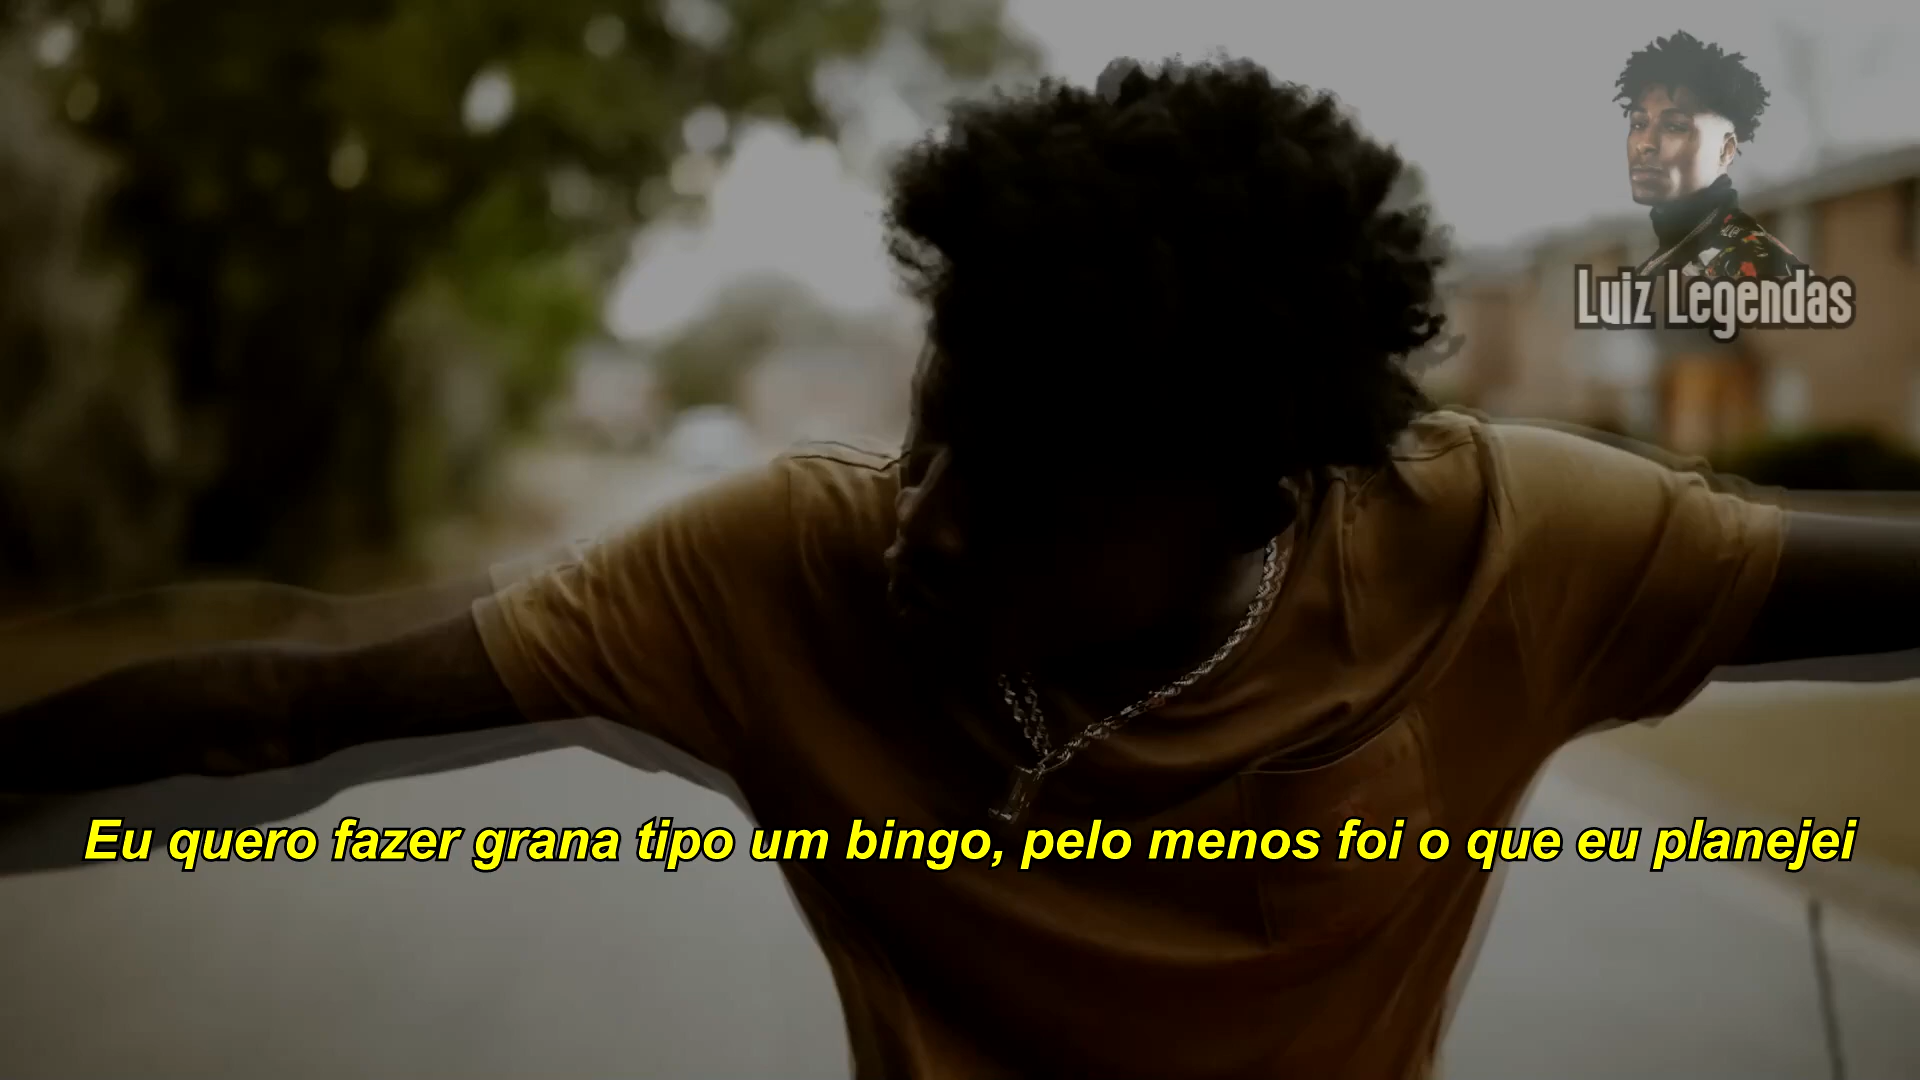 Luiz Legendas
Eu quero fazer grana tipo um bingo, pelo menos foi o que eu planejei